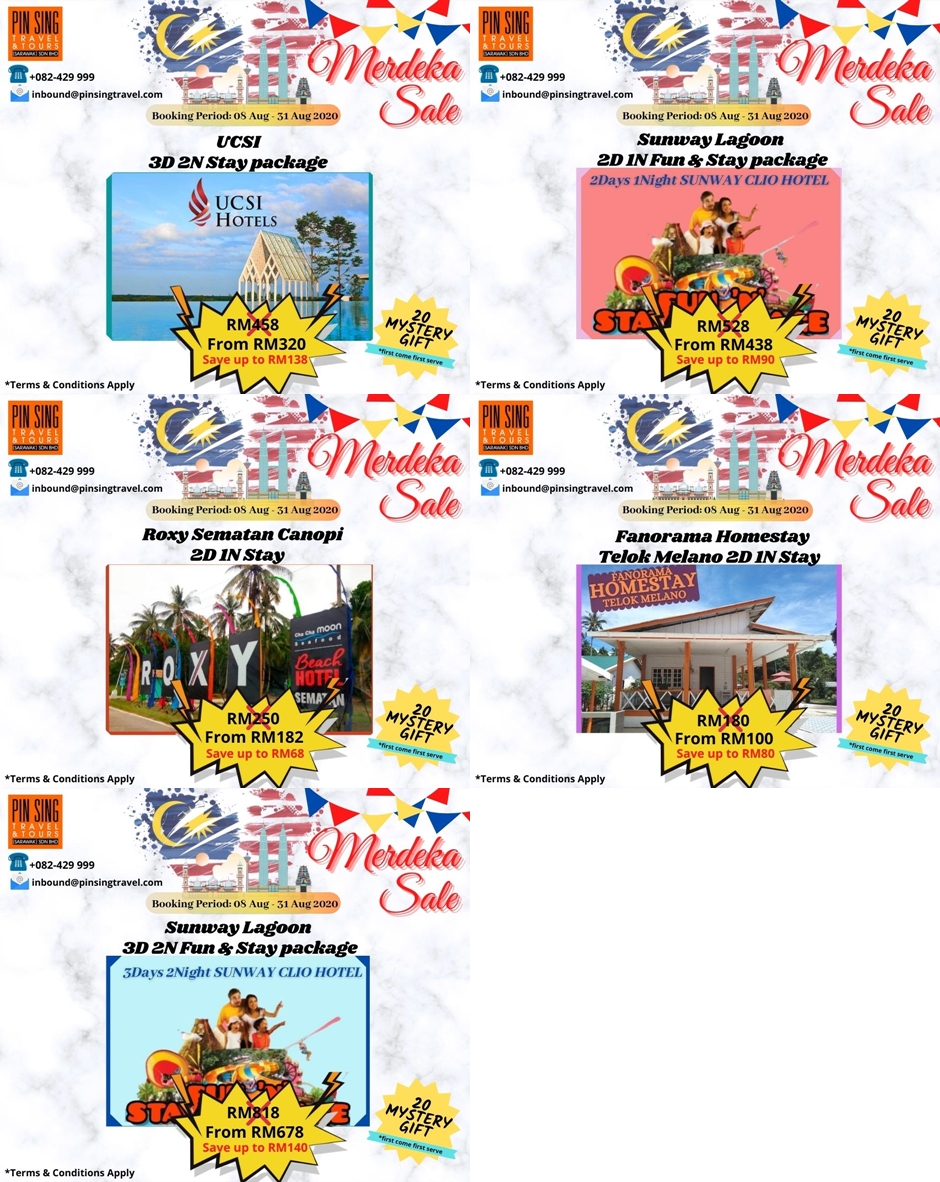 PIN SING
TRAVEL
& TOURS
(SARAWAK) SDN BHD
+082-429 999
inbound@pinsingtravel.com
Merdeka
Sale
Booking Period: 08 Aug - 31 Aug 2020
UCSI
3D 2N Stay package
UCSI
HOTELS
RM458
From RM320
Save up to RM138
20
MYSTERY
GIFT
*first come first serve
*Terms & Conditions Apply
PIN SING
TRAVEL
& TOURS
(SARAWAK) SDN BHD
+082-429 999
inbound@pinsingtravel.com
Merdeka
Sale
Booking Period: 08 Aug - 31 Aug 2020
Sunway Lagoon
2D 1N Fun & Stay package
2Days 1Night SUNWAY CLIO HOTEL
RM528
From RM438
Save up to RM90
20
MYSTERY
GIFT
*first come first serve
*Terms & Conditions Apply
PIN SING
TRAVEL
& TOURS
(SARAWAK) SDN BHD
+082-429 999
inbound@pinsingtravel.com
Merdeka
Sale
Booking Period: 08 Aug - 31 Aug 2020
Roxy Sematan Canopi
2D 1N Stay
ROXY
Cha Cha MOON
Seafood
Beach
HOTEL
SEMATAN
RM250
From RM182
Save up to RM68
20
MYSTERY
GIFT
*first come first serve
*Terms & Conditions Apply
PIN SING
TRAVEL
& TOURS
(SARAWAK) SDN BHD
+082-429 999
inbound@pinsingtravel.com
Merdeka
Sale
Booking Period: 08 Aug - 31 Aug 2020
Fanorama Homestay
Telok Melano 2D 1N Stay
FANORAMA
HOMESTAY
TELOK MELANO
RM180
From RM100
Save up to RM80
20
MYSTERY
GIFT
*first come first serve
*Terms & Conditions Apply
PIN SING
TRAVEL
& TOURS
(SARAWAK) SDN BHD
+082-429 999
inbound@pinsingtravel.com
Merdeka
Sale
Booking Period: 08 Aug - 31 Aug 2020
Sunway Lagoon
3D 2N Fun & Stay package
3Days 2Night SUNWAY CLIO HOTEL
RM818
From RM678
Save up to RM140
20
MYSTERY
GIFT
*first come first serve
*Terms & Conditions Apply